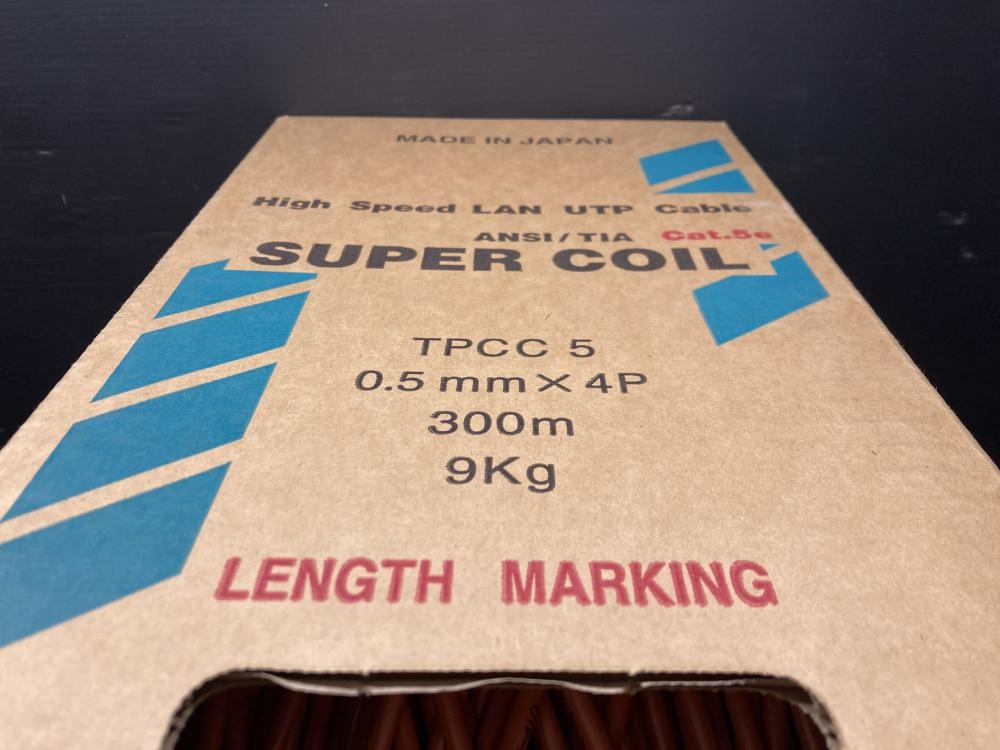 MADE IN JAPAN
High Speed LAN UTP Cable
ANSI/TIA Cat.5e
SUPER COIL
TPCC 5
0.5 mm X 4P
300m
9Kg
LENGTH MARKING